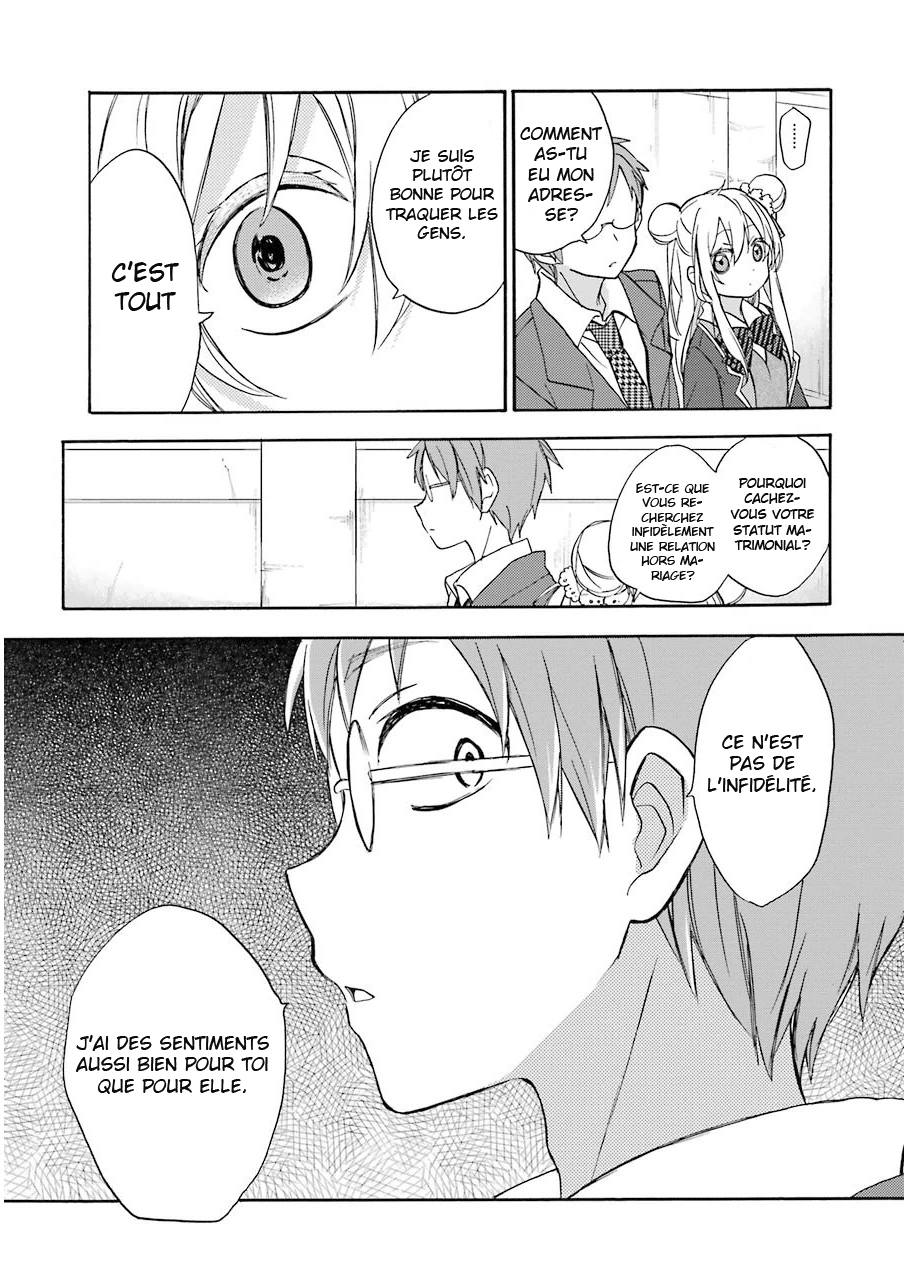 ........
COMMENT
AS-TU
EU MON
ADRES-
SE?
JE SUIS
PLUTÔT
BONNE POUR
TRAQUER LES
GENS.
C'EST
TOUT
POURQUOI
CACHEZ-
VOUS VOTRE
STATUT MA-
TRIMONIAL?
EST-CE QUE
VOUS RE-
CHERCHEZ
INFIDÈLEMENT
UNE RELATION
HORS MA-
RIAGE?
CE N'EST
PAS DE
L'INFIDÉLITÉ.
J'AI DES SENTIMENTS
AUSSI BIEN POUR TOI
QUE POUR ELLE.